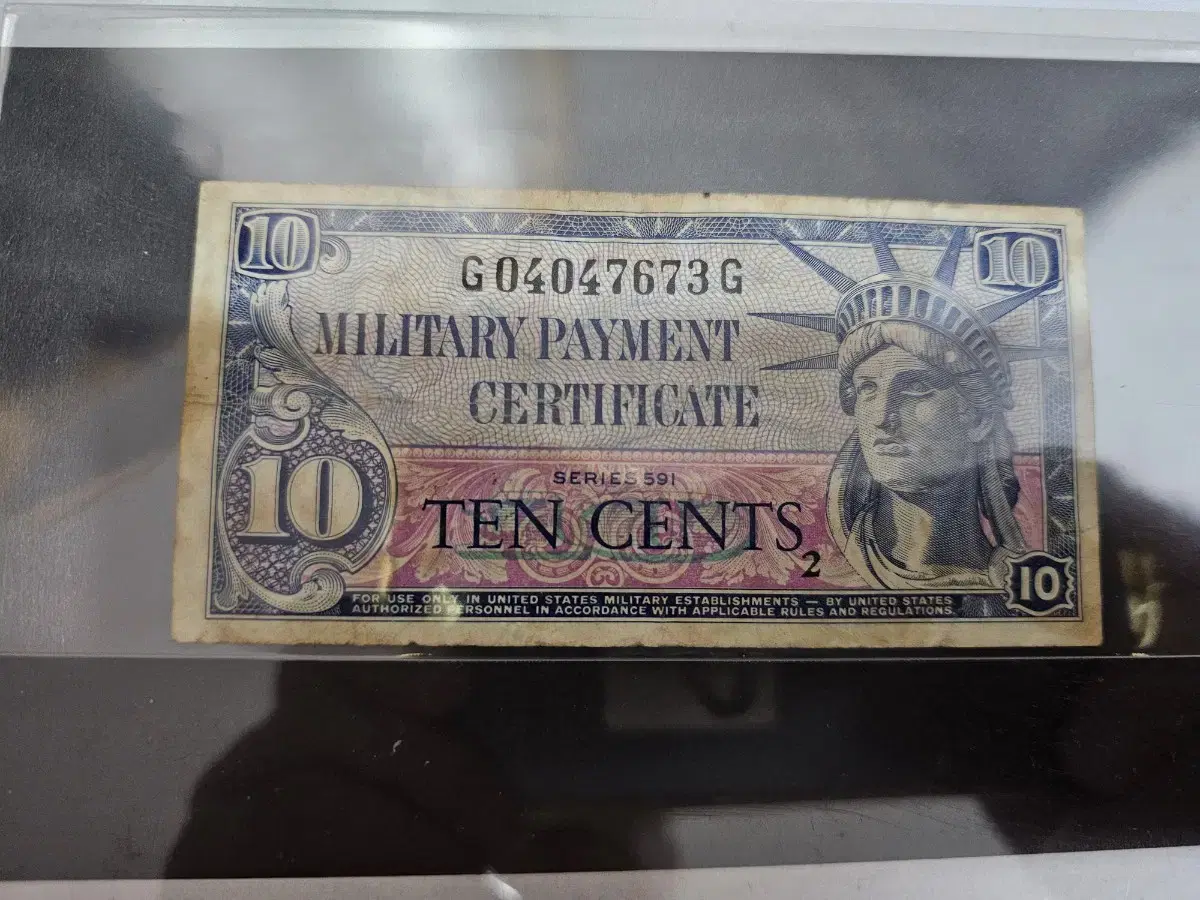 10 10
G04047673G
MILITARY PAYMENT
CERTIFICATE
10
SERIES 591
TEN CENTS
2
10
FOR USE ONLY IN UNITED STATES MILITARY ESTABLISHMENTS — BY UNITED STATES
AUTHORIZED PERSONNEL IN ACCORDANCE WITH APPLICABLE RULES AND REGULATIONS.